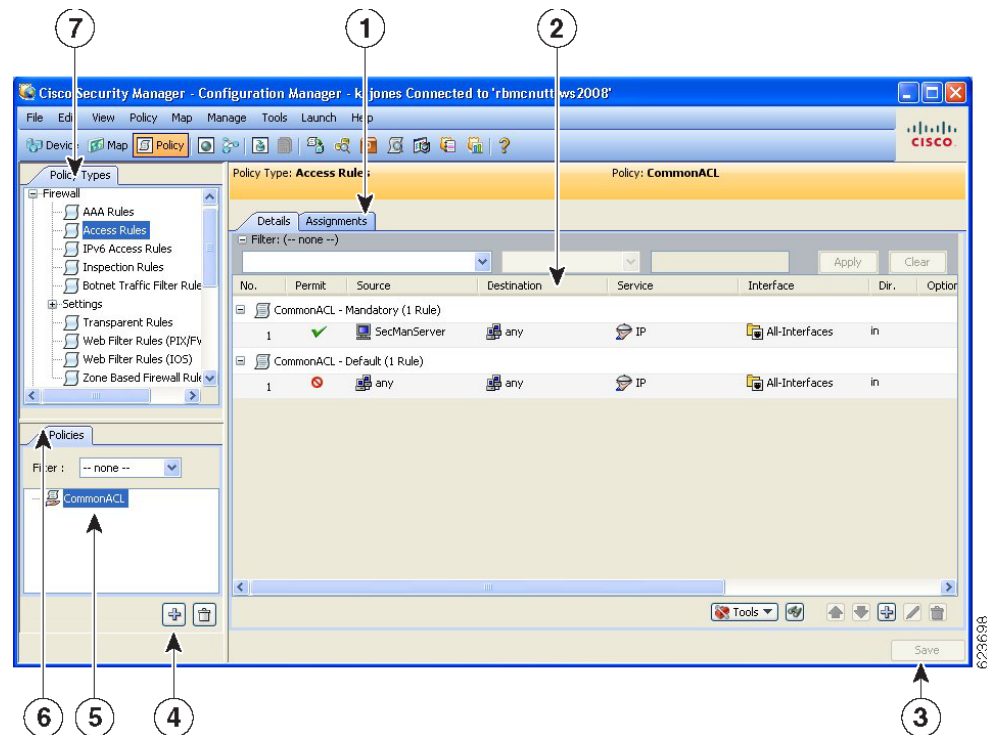 7 1 2
Cisco Security Manager - Configuration Manager - kjones Connected to 'rbmcnutt ws2008'
File Edit View Policy Map Manage Tools Launch Help
Device Map Policy
CISCO
Policy Types
Firewall
AAA Rules
Access Rules
IPv6 Access Rules
Inspection Rules
Botnet Traffic Filter Rule
Settings
Transparent Rules
Web Filter Rules (PIX/FW
Web Filter Rules (IOS)
Zone Based Firewall Rule
Policies
Filter : -- none --
CommonACL
Policy Type: Access Rules Policy: CommonACL
Details Assignments
Filter: (-- none --)
Apply Clear
No. Permit Source Destination Service Interface Dir. Option
CommonACL - Mandatory (1 Rule)
1 SecManServer any IP All-Interfaces in
CommonACL - Default (1 Rule)
1 any any IP All-Interfaces in
Tools
Save
623698
6 5 4 3